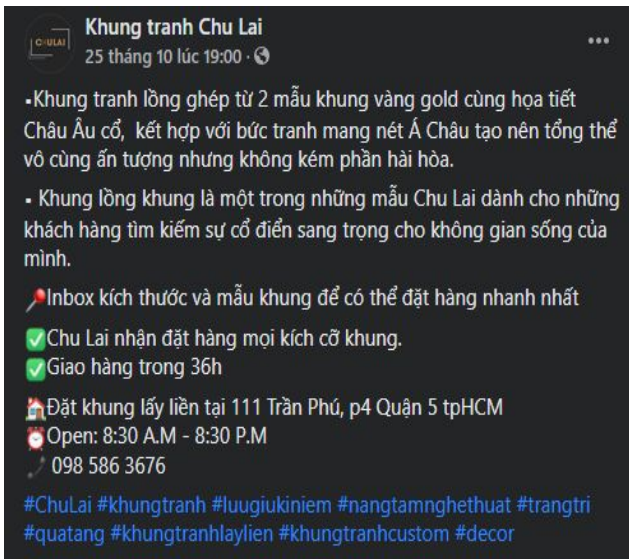 CHULAI
Khung tranh Chu Lai
25 tháng 10 lúc 19:00 ·
▪Khung tranh lồng ghép từ 2 mẫu khung vàng gold cùng họa tiết
Châu Âu cổ, kết hợp với bức tranh mang nét Á Châu tạo nên tổng thể
vô cùng ấn tượng nhưng không kém phần hài hòa.
▪ Khung lồng khung là một trong những mẫu Chu Lai dành cho những
khách hàng tìm kiếm sự cổ điển sang trọng cho không gian sống của
mình.
📍Inbox kích thước và mẫu khung để có thể đặt hàng nhanh nhất
✅Chu Lai nhận đặt hàng mọi kích cỡ khung.
✅Giao hàng trong 36h
🏠Đặt khung lấy liền tại 111 Trần Phú, p4 Quận 5 tpHCM
⏰Open: 8:30 A.M - 8:30 P.M
098 586 3676
#ChuLai #khungtranh #luugiukiniem #nangtamnghethuat #trangtri
#quatang #khungtranhlaylien #khungtranhcustom #decor